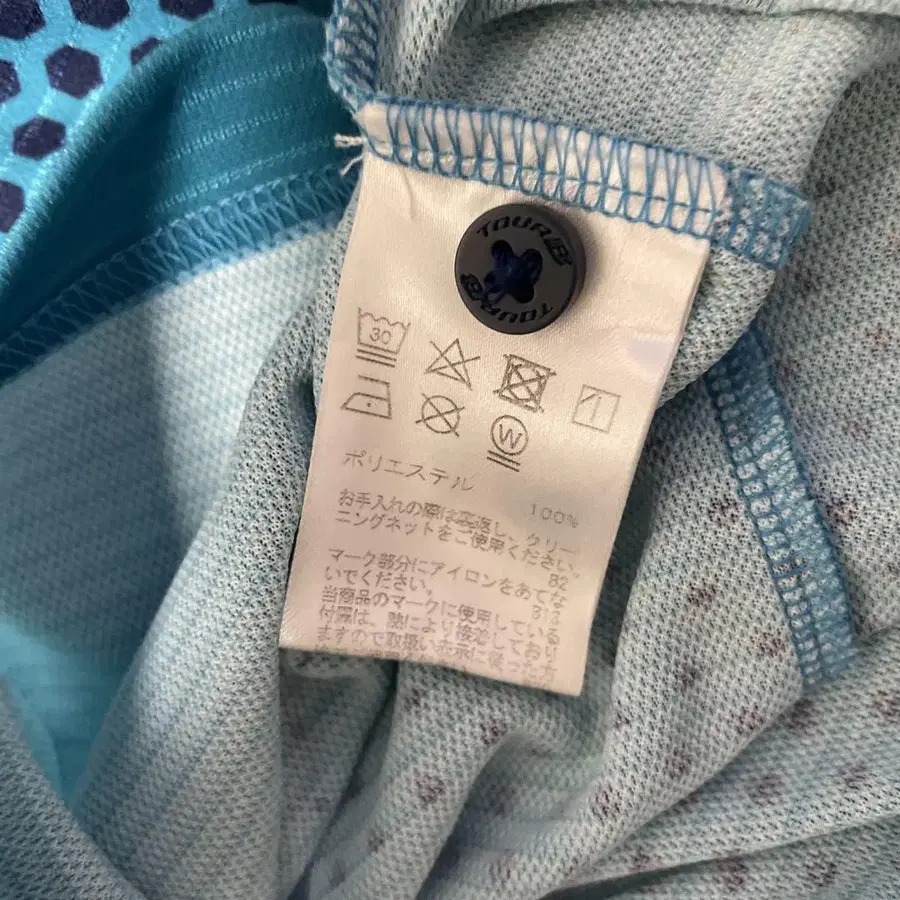 TOUR B
TOUR B
30
W
ポリエステル
100%
お手入れの際は裏返し、クリー
ニングネットをご使用ください。
82
マーク部分にアイロンをあてな
いでください。
313
当商品のマークに使用している
付属は、熱により接着しており
ますので取扱い表示に従っ